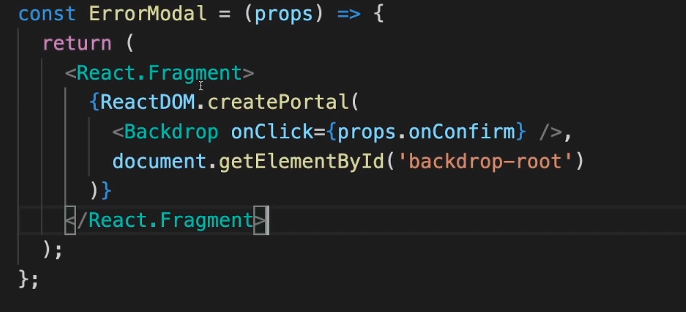 const ErrorModal = (props) => {
return (
<React.Fragment>
{ReactDOM.createPortal(
<Backdrop onClick={props.onConfirm} />,
document.getElementById('backdrop-root')
)}
</React.Fragment>
);
};